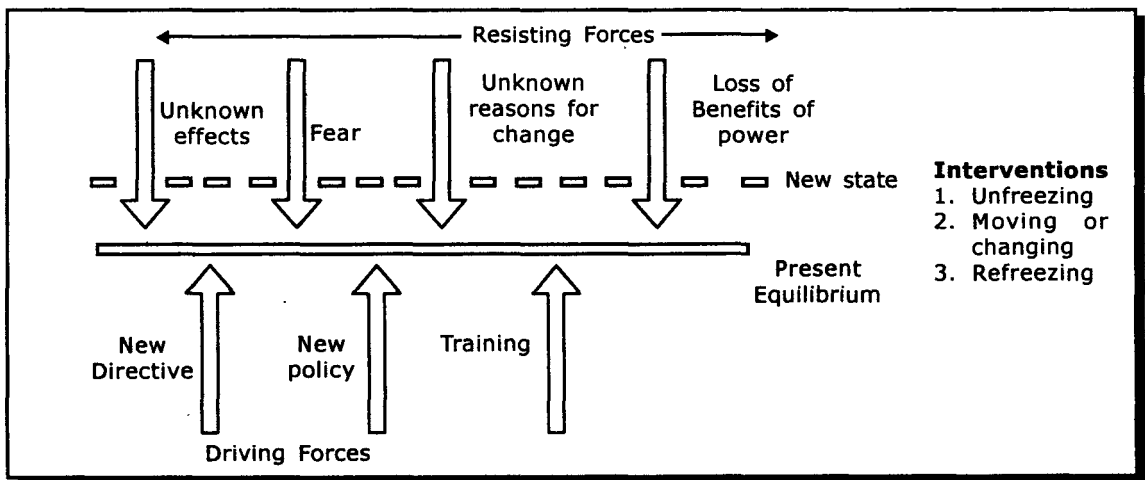 Resisting Forces
Unknown
effects
Fear
Unknown
reasons for
change
Loss of
Benefits of
power
New state
Interventions
1. Unfreezing
2. Moving or
changing
3. Refreezing
Present
Equilibrium
New
Directive
New
policy
Training
Driving Forces